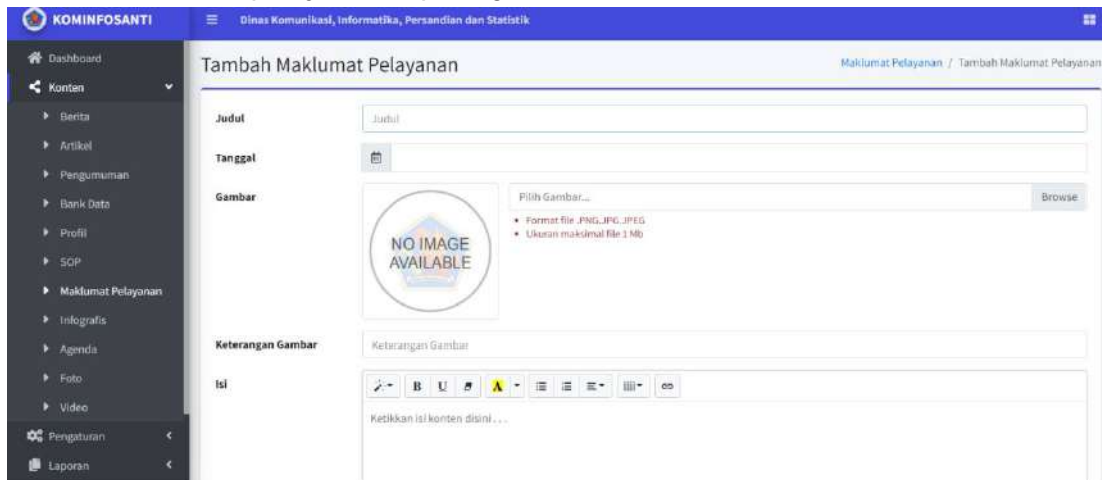 KOMINFOSANTI
Dinas Komunikasi, Informatika, Persandian dan Statistik
Dashboard
Konten
Berita
Artikel
Pengumuman
Bank Data
Profil
SOP
Maklumat Pelayanan
Infografis
Agenda
Foto
Video
Pengaturan
Laporan
Tambah Maklumat Pelayanan
Maklumat Pelayanan / Tambah Maklumat Pelayanan
Judul
Judul
Tanggal
Gambar
NO IMAGE
AVAILABLE
Pilih Gambar...
Browse
Format file .PNG,.JPG,.JPEG
Ukuran maksimal file 1 Mb
Keterangan Gambar
Keterangan Gambar
Isi
B U A
Ketikkan isi konten disini . . .